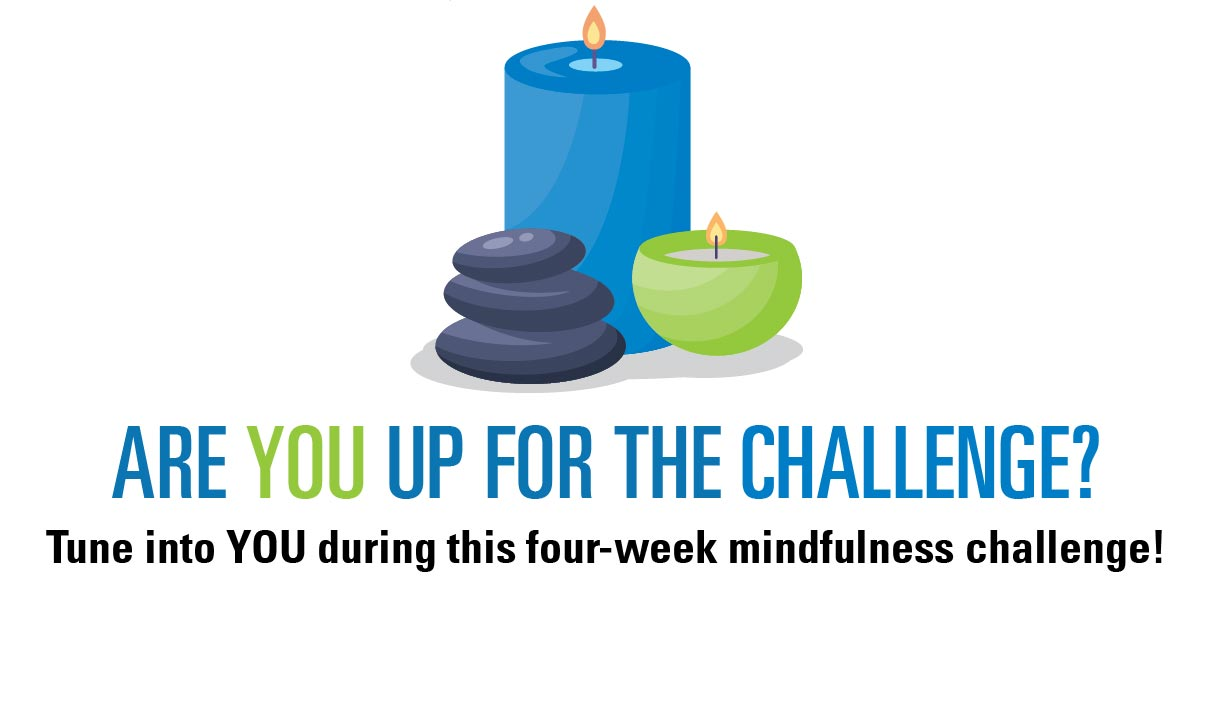 ARE YOU UP FOR THE CHALLENGE?
Tune into YOU during this four-week mindfulness challenge!